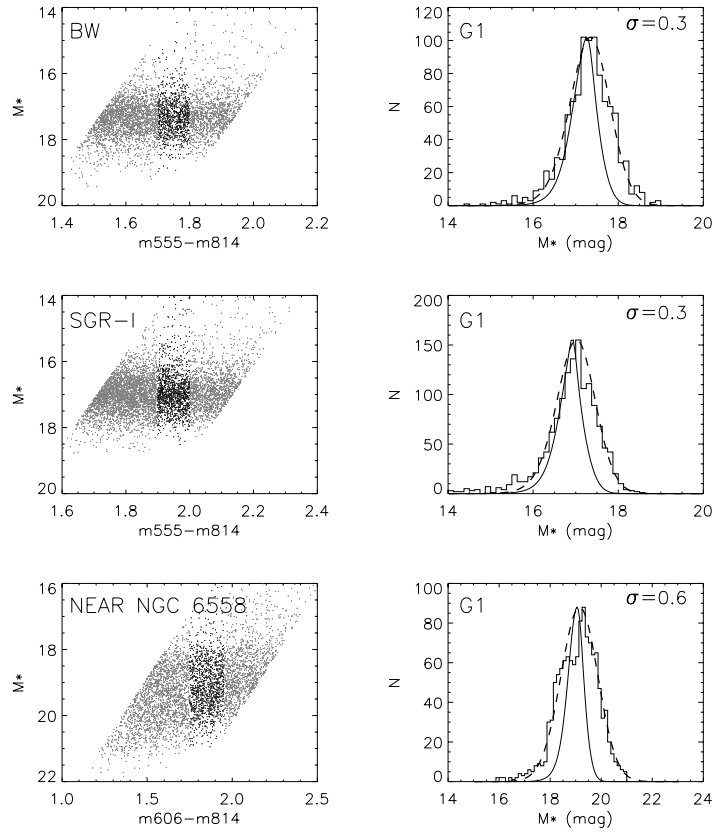 BW
14
16
18
20
M*
1.4 1.6 1.8 2.0 2.2
m555−m814
G1
σ=0.3
120
100
80
60
40
20
0
N
14 16 18 20
M* (mag)
SGR−I
14
16
18
20
M*
1.6 1.8 2.0 2.2 2.4
m555−m814
G1
σ=0.3
200
150
100
50
0
N
14 16 18 20
M* (mag)
NEAR NGC 6558
16
18
20
22
M*
1.0 1.5 2.0 2.5
m606−m814
G1
σ=0.6
100
80
60
40
20
0
N
14 16 18 20 22 24
M* (mag)